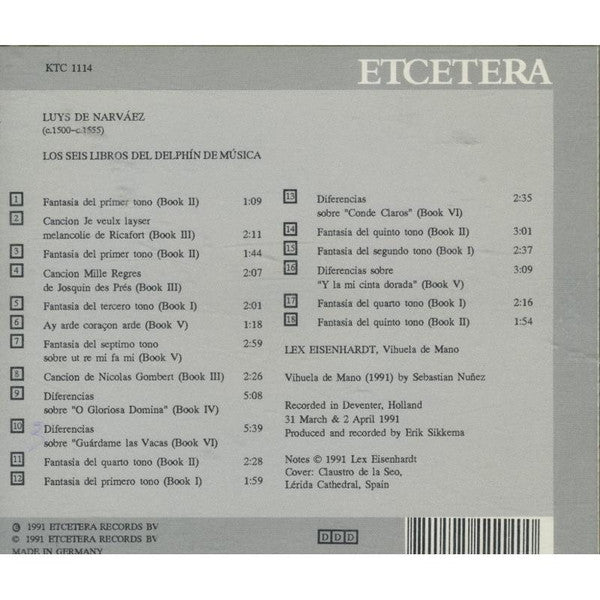 KTC 1114
ETCETERA
LUYS DE NARVÁEZ
(c.1500-c.1555)
LOS SEIS LIBROS DEL DELPHÍN DE MÚSICA
1 Fantasia del primer tono (Book II) 1:09
2 Cancion Je veulx layser
melancolie de Ricafort (Book III) 2:11
3 Fantasia del primer tono (Book II) 1:44
4 Cancion Mille Regres 2:07
de Josquin des Prés (Book III)
5 Fantasia del tercero tono (Book I) 2:01
6 Ay arde coraçon arde (Book V) 1:18
7 Fantasia del septimo tono 2:59
sobre ut re mi fa mi (Book V)
8 Cancion de Nicolas Gombert (Book III) 2:26
9 Diferencias 5:08
sobre "O Gloriosa Domina" (Book IV)
10 Diferencias 5:39
sobre "Guárdame las Vacas (Book VI)
11 Fantasia del quarto tono (Book II) 2:28
12 Fantasia del primero tono (Book I) 1:59
13 Diferencias 2:35
sobre "Conde Claros" (Book VI)
14 Fantasia del quinto tono (Book II) 3:01
15 Fantasia del segundo tono (Book I) 2:37
16 Diferencias sobre 3:09
"Y la mi cinta dorada" (Book V)
17 Fantasia del quarto tono (Book I) 2:16
18 Fantasia del quinto tono (Book II) 1:54
LEX EISENHARDT, Vihuela de Mano
Vihuela de Mano (1991) by Sebastian Nuñez
Recorded in Deventer, Holland
31 March & 2 April 1991
Produced and recorded by Erik Sikkema
Notes © 1991 Lex Eisenhardt
Cover: Claustro de la Seo,
Lérida Cathedral, Spain
℗ 1991 ETCETERA RECORDS BV
© 1991 ETCETERA RECORDS BV
MADE IN GERMANY
DDD